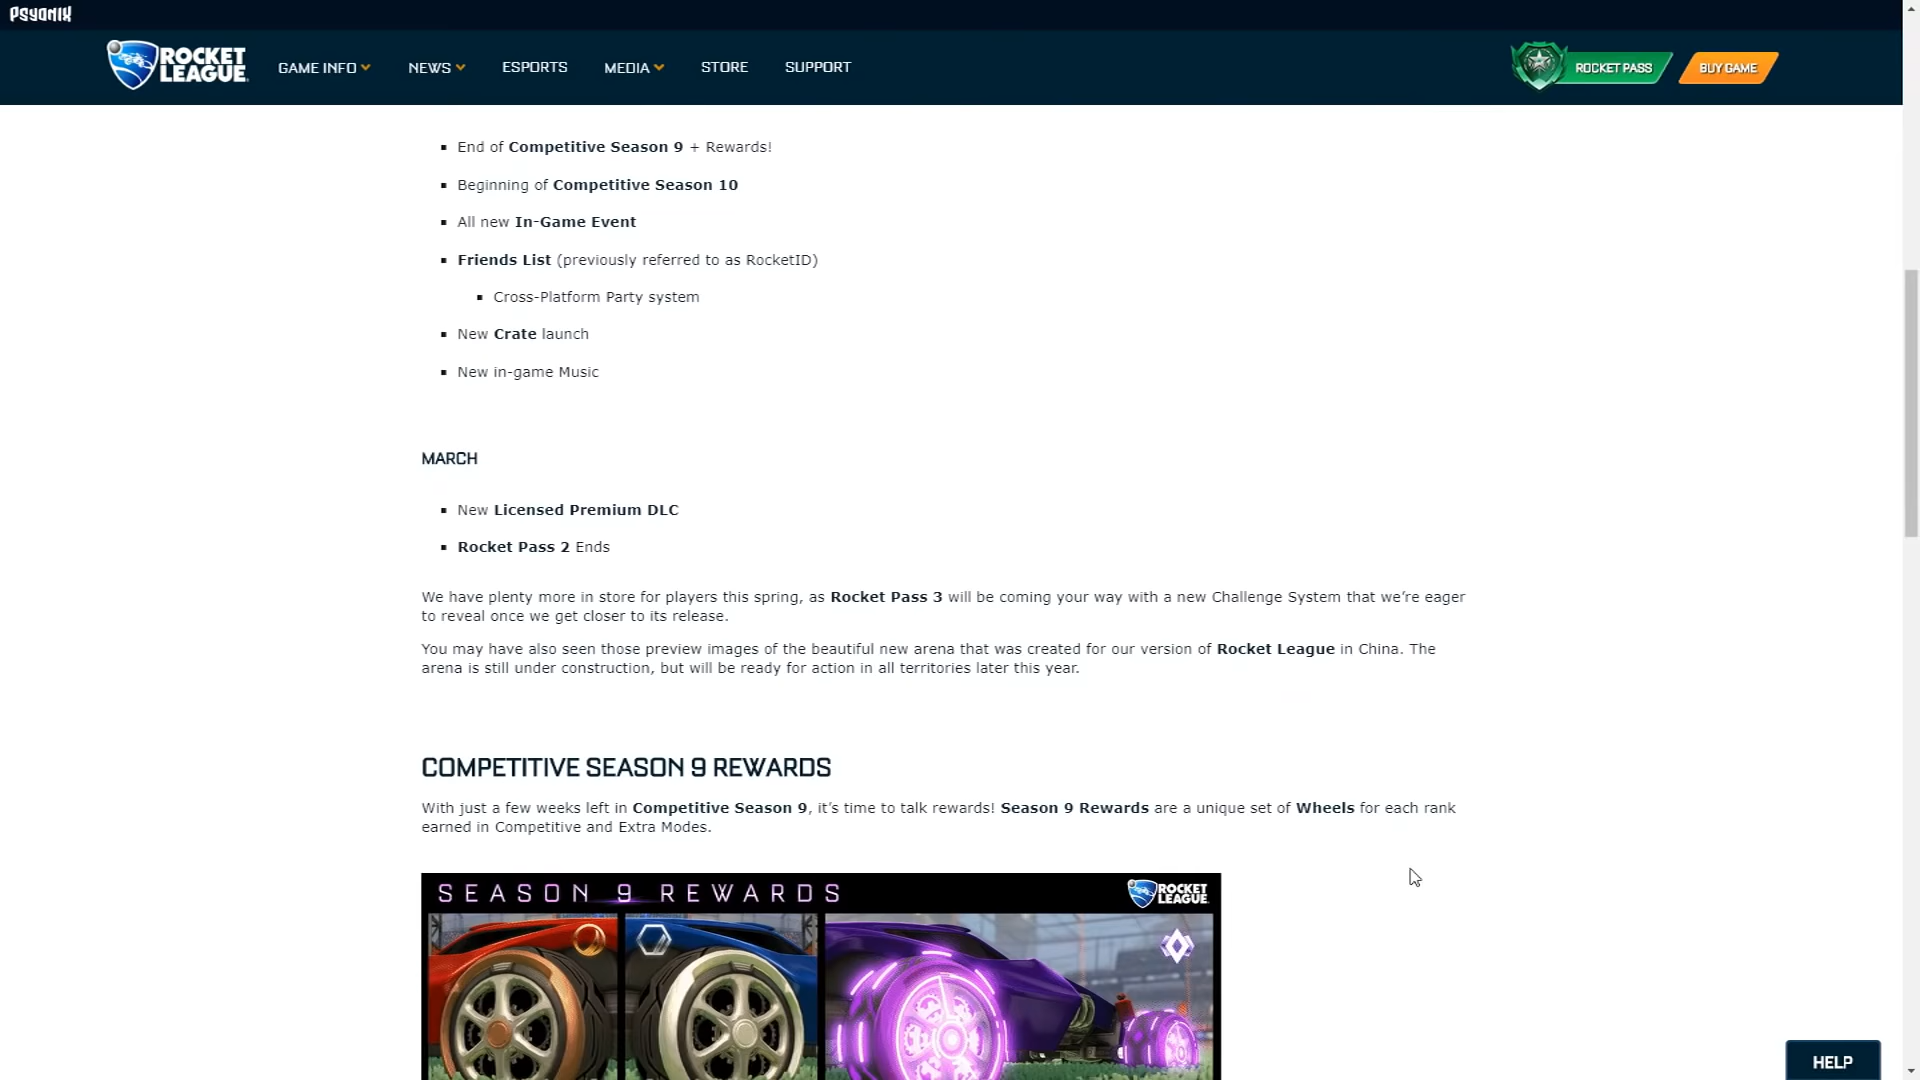 PSYONIX
ROCKET LEAGUE
GAME INFO NEWS ESPORTS MEDIA STORE SUPPORT ROCKET PASS BUY GAME
End of Competitive Season 9 + Rewards!
Beginning of Competitive Season 10
All new In-Game Event
Friends List (previously referred to as RocketID)
Cross-Platform Party system
New Crate launch
New in-game Music
MARCH
New Licensed Premium DLC
Rocket Pass 2 Ends
We have plenty more in store for players this spring, as Rocket Pass 3 will be coming your way with a new Challenge System that we’re eager
to reveal once we get closer to its release.
You may have also seen those preview images of the beautiful new arena that was created for our version of Rocket League in China. The
arena is still under construction, but will be ready for action in all territories later this year.
COMPETITIVE SEASON 9 REWARDS
With just a few weeks left in Competitive Season 9, it’s time to talk rewards! Season 9 Rewards are a unique set of Wheels for each rank
earned in Competitive and Extra Modes.
SEASON 9 REWARDS
ROCKET LEAGUE
HELP